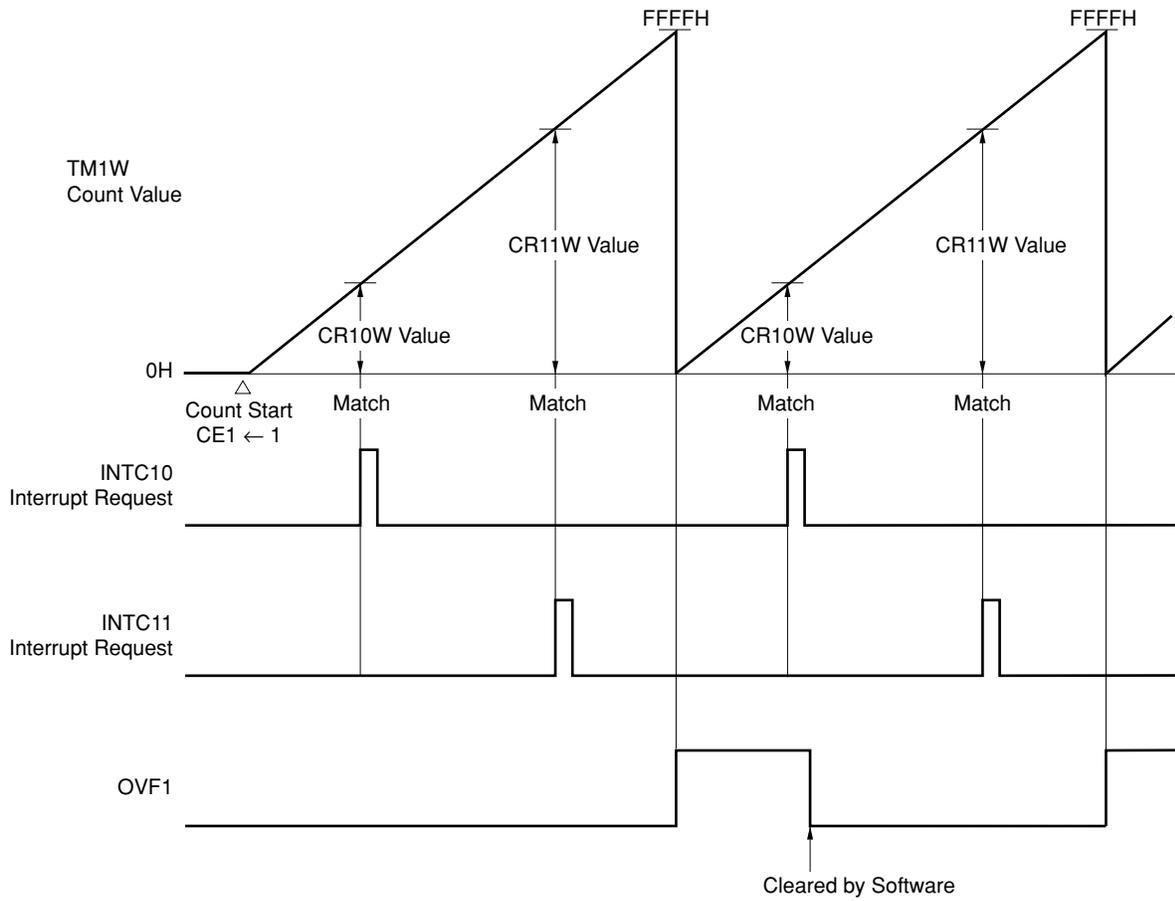 FFFFH
FFFFH
TM1W
Count Value
CR11W Value
CR11W Value
CR10W Value
CR10W Value
0H
Count Start
CE1 ← 1
Match
Match
Match
Match
INTC10
Interrupt Request
INTC11
Interrupt Request
OVF1
Cleared by Software